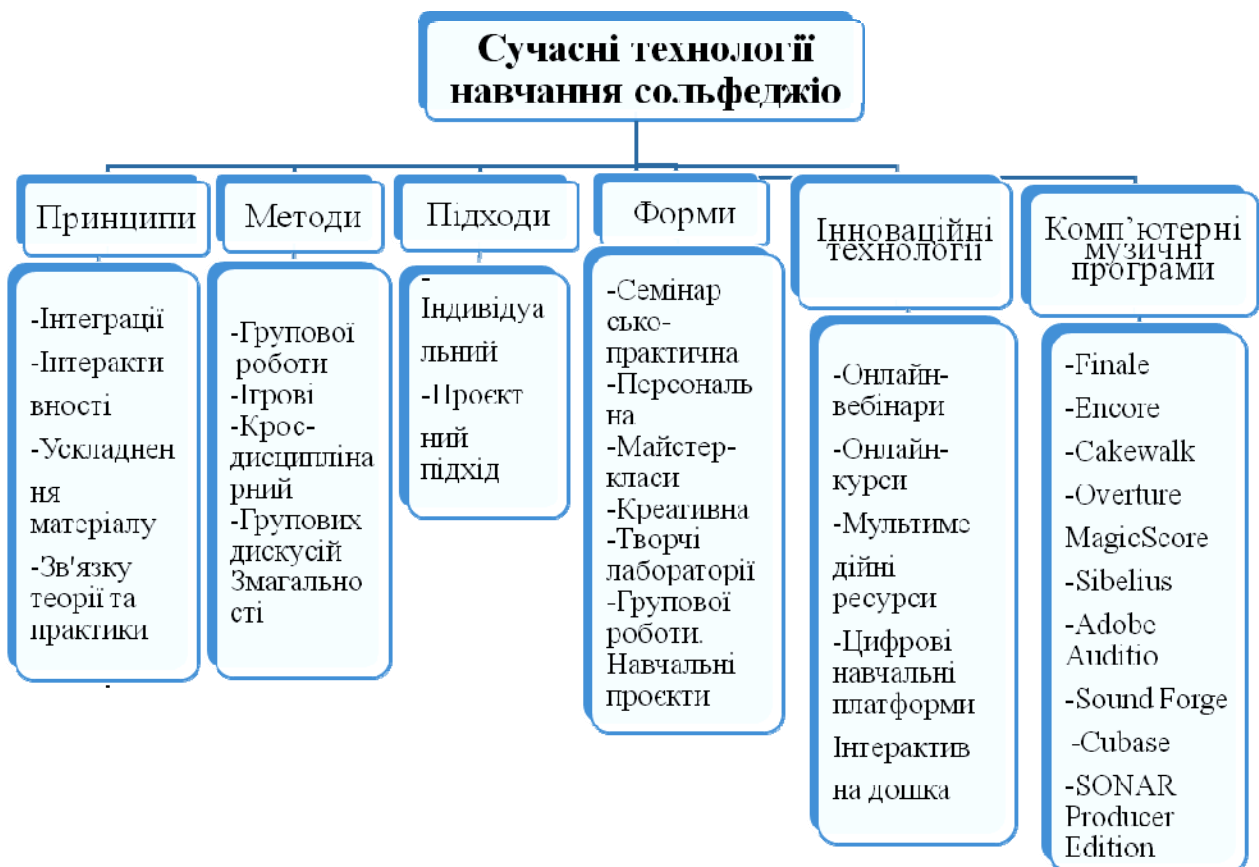 Сучасні технології
навчання сольфеджіо
Принципи
-Інтеграції
-Інтеракти
вності
-Ускладнен
ня
матеріалу
-Зв'язку
теорії та
практики
Методи
-Групової
роботи
-Ігрові
-Крос-
дисципліна
рний
-Групових
дискусій
Змагально
сті
Підходи
-
Індивідуа
льний
-Проєкт
ний
підхід
Форми
-Семінар
сько-
практична
-Персональ
на
-Майстер-
класи
-Креативна
-Творчі
лабораторії
-Групової
роботи.
Навчальні
проєкти
Інноваційні
технології
-Онлайн-
вебінари
-Онлайн-
курси
-Мультиме
дійні
ресурси
-Цифрові
навчальні
платформи
Інтерактив
на дошка
Комп’ютерні
музичні
програми
-Finale
-Encore
-Cakewalk
-Overture
MagicScore
-Sibelius
-Adobe
Auditio
-Sound Forge
-Cubase
-SONAR
Producer
Edition